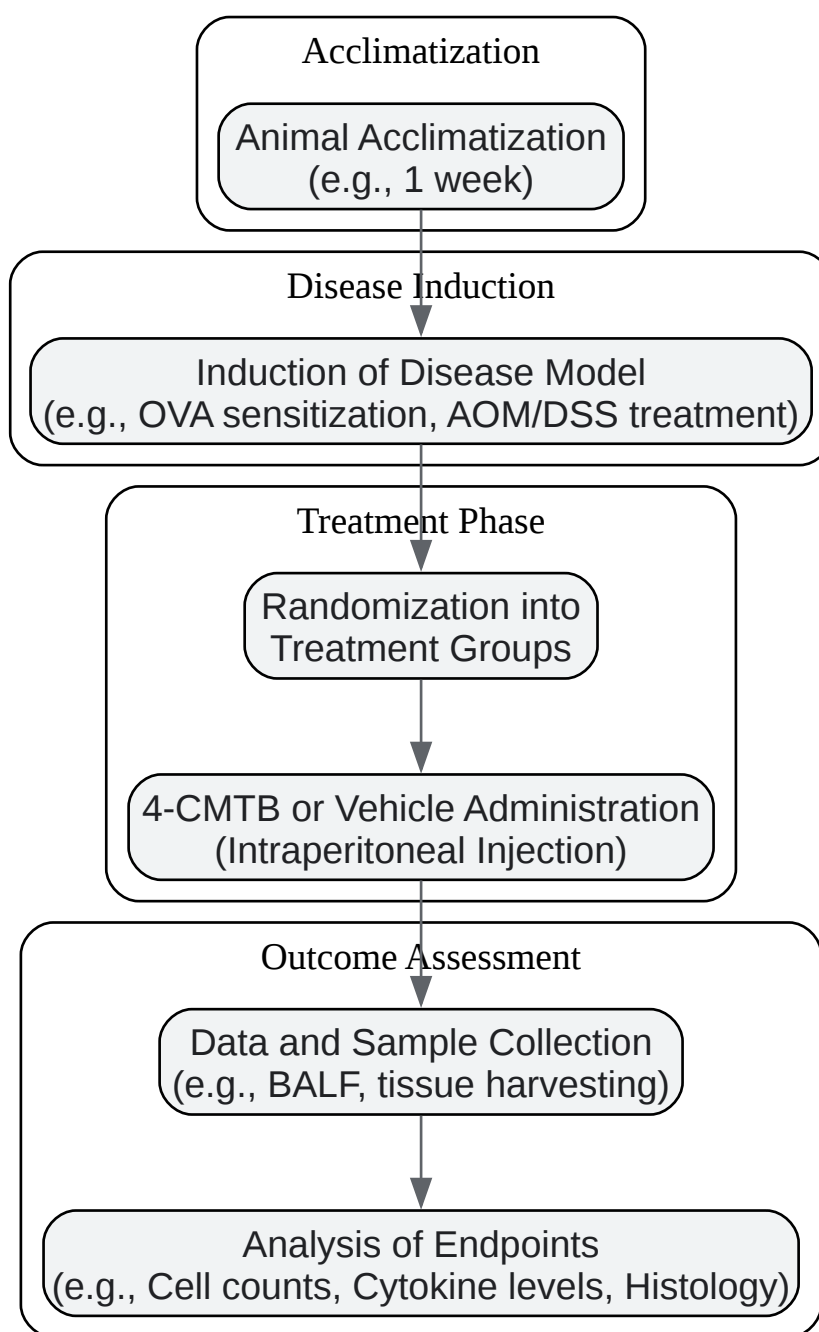 Acclimatization
Animal Acclimatization
(e.g., 1 week)
Disease Induction
Induction of Disease Model
(e.g., OVA sensitization, AOM/DSS treatment)
Treatment Phase
Randomization into
Treatment Groups
4-CMTB or Vehicle Administration
(Intraperitoneal Injection)
Outcome Assessment
Data and Sample Collection
(e.g., BALF, tissue harvesting)
Analysis of Endpoints
(e.g., Cell counts, Cytokine levels, Histology)